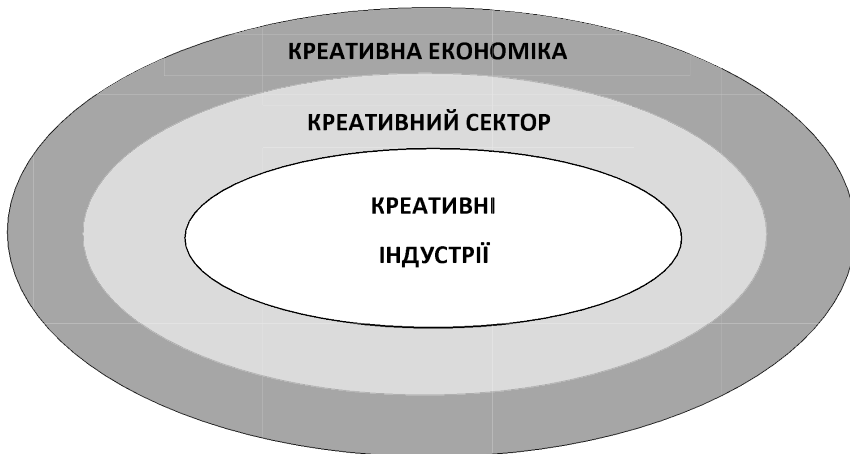 КРЕАТИВНА ЕКОНОМІКА
КРЕАТИВНИЙ СЕКТОР
КРЕАТИВНІ
ІНДУСТРІЇ